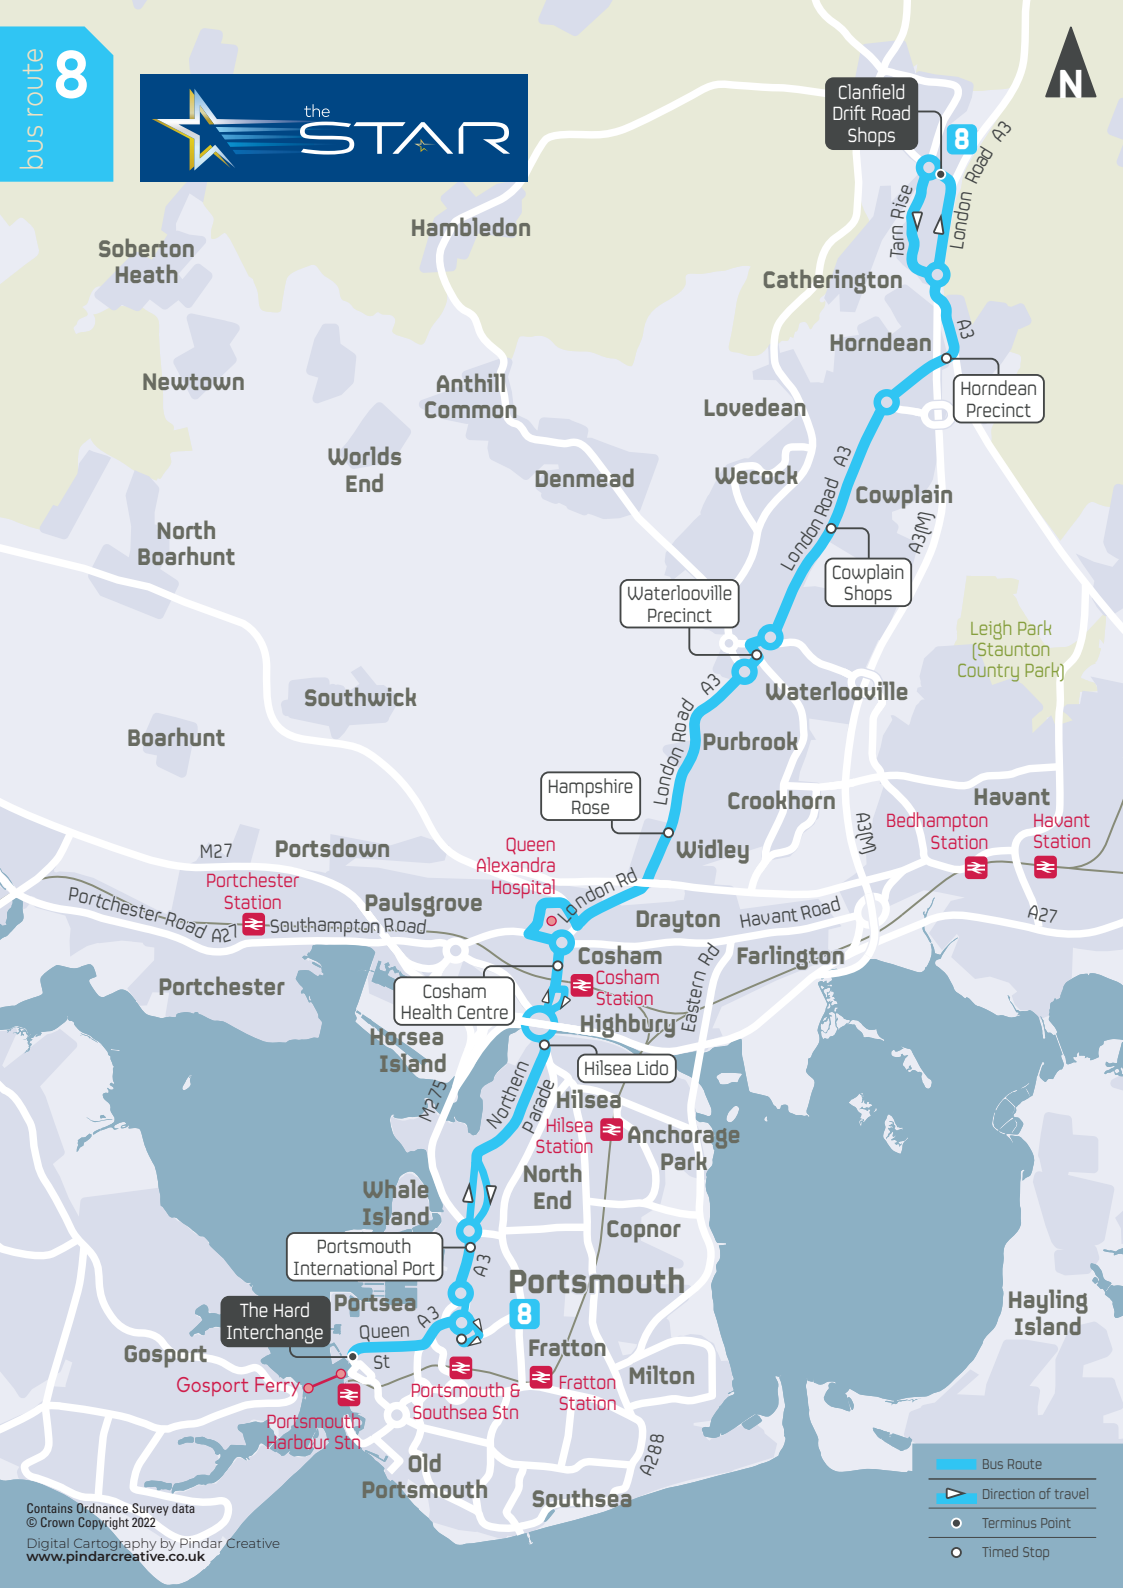 bus route
8
the
STAR
N
Clanfield
Drift Road
Shops
8
London Road A3
Tarn Rise
Hambledon
Soberton
Heath
Catherington
A3
Horndean
Horndean
Precinct
Newtown
Anthill
Common
Lovedean
Worlds
End
Denmead
Wecock
London Road A3
Cowplain
A3(M)
North
Boarhunt
Cowplain
Shops
Waterlooville
Precinct
Leigh Park
(Staunton
Country Park)
Southwick
A3
Waterlooville
Boarhunt
London Road
Purbrook
Hampshire
Rose
Crookhorn
Havant
Bedhampton
Station
Havant
Station
A3(M)
M27
Portsdown
Queen
Alexandra
Hospital
Widley
Portchester
Station
Paulsgrove
London Rd
Portchester Road
A27
Southampton Road
Drayton
Havant Road
A27
Cosham
Farlington
Cosham
Station
Eastern Rd
Portchester
Cosham
Health Centre
Highbury
Horsea
Island
Hilsea Lido
M275
Northern
Parade
Hilsea
Hilsea
Station
Anchorage
Park
North
End
Whale
Island
Copnor
Portsmouth
International Port
A3
Portsmouth
8
Portsea
The Hard
Interchange
Queen
St
A3
Gosport
Fratton
Milton
Gosport Ferry
Portsmouth &
Southsea Stn
Fratton
Station
Portsmouth
Harbour Stn
Old
Portsmouth
A288
Southsea
Hayling
Island
Bus Route
Direction of travel
Terminus Point
Timed Stop
Contains Ordnance Survey data
© Crown Copyright 2022
Digital Cartography by Pindar Creative
www.pindarcreative.co.uk